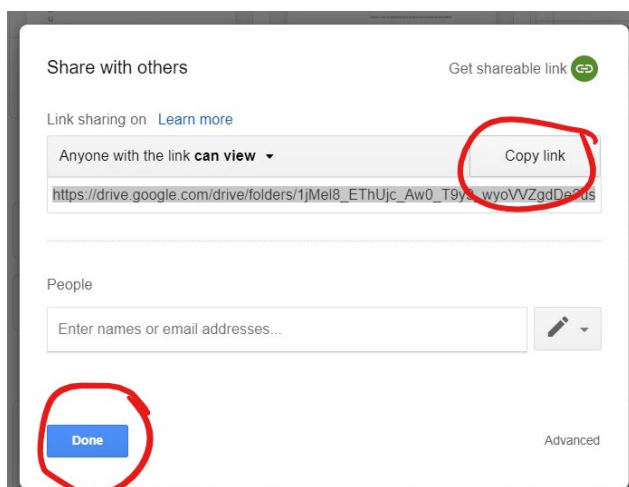 Share with others
Get shareable link
Link sharing on Learn more
Anyone with the link can view
Copy link
People
Enter names or email addresses...
Done
Advanced